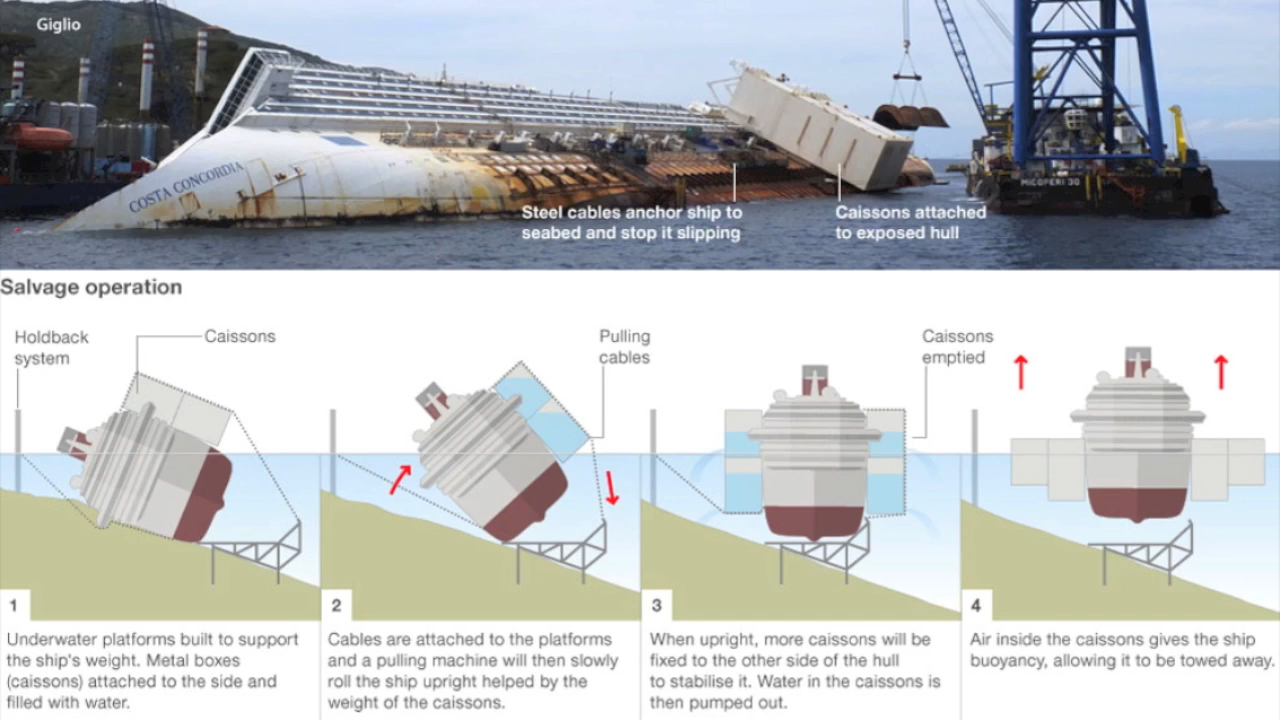 Giglio
COSTA CONCORDIA
MICOPERI 30
Steel cables anchor ship to
seabed and stop it slipping
Caissons attached
to exposed hull
Salvage operation
Holdback
system
Caissons
Pulling
cables
Caissons
emptied
1
Underwater platforms built to support
the ship's weight. Metal boxes
(caissons) attached to the side and
filled with water.
2
Cables are attached to the platforms
and a pulling machine will then slowly
roll the ship upright helped by the
weight of the caissons.
3
When upright, more caissons will be
fixed to the other side of the hull
to stabilise it. Water in the caissons is
then pumped out.
4
Air inside the caissons gives the ship
buoyancy, allowing it to be towed away.